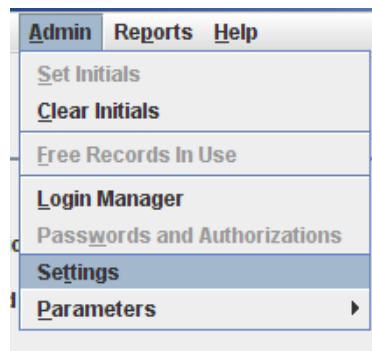 Admin Reports Help
Set Initials
Clear Initials
Free Records In Use
Login Manager
Passwords and Authorizations
Settings
Parameters